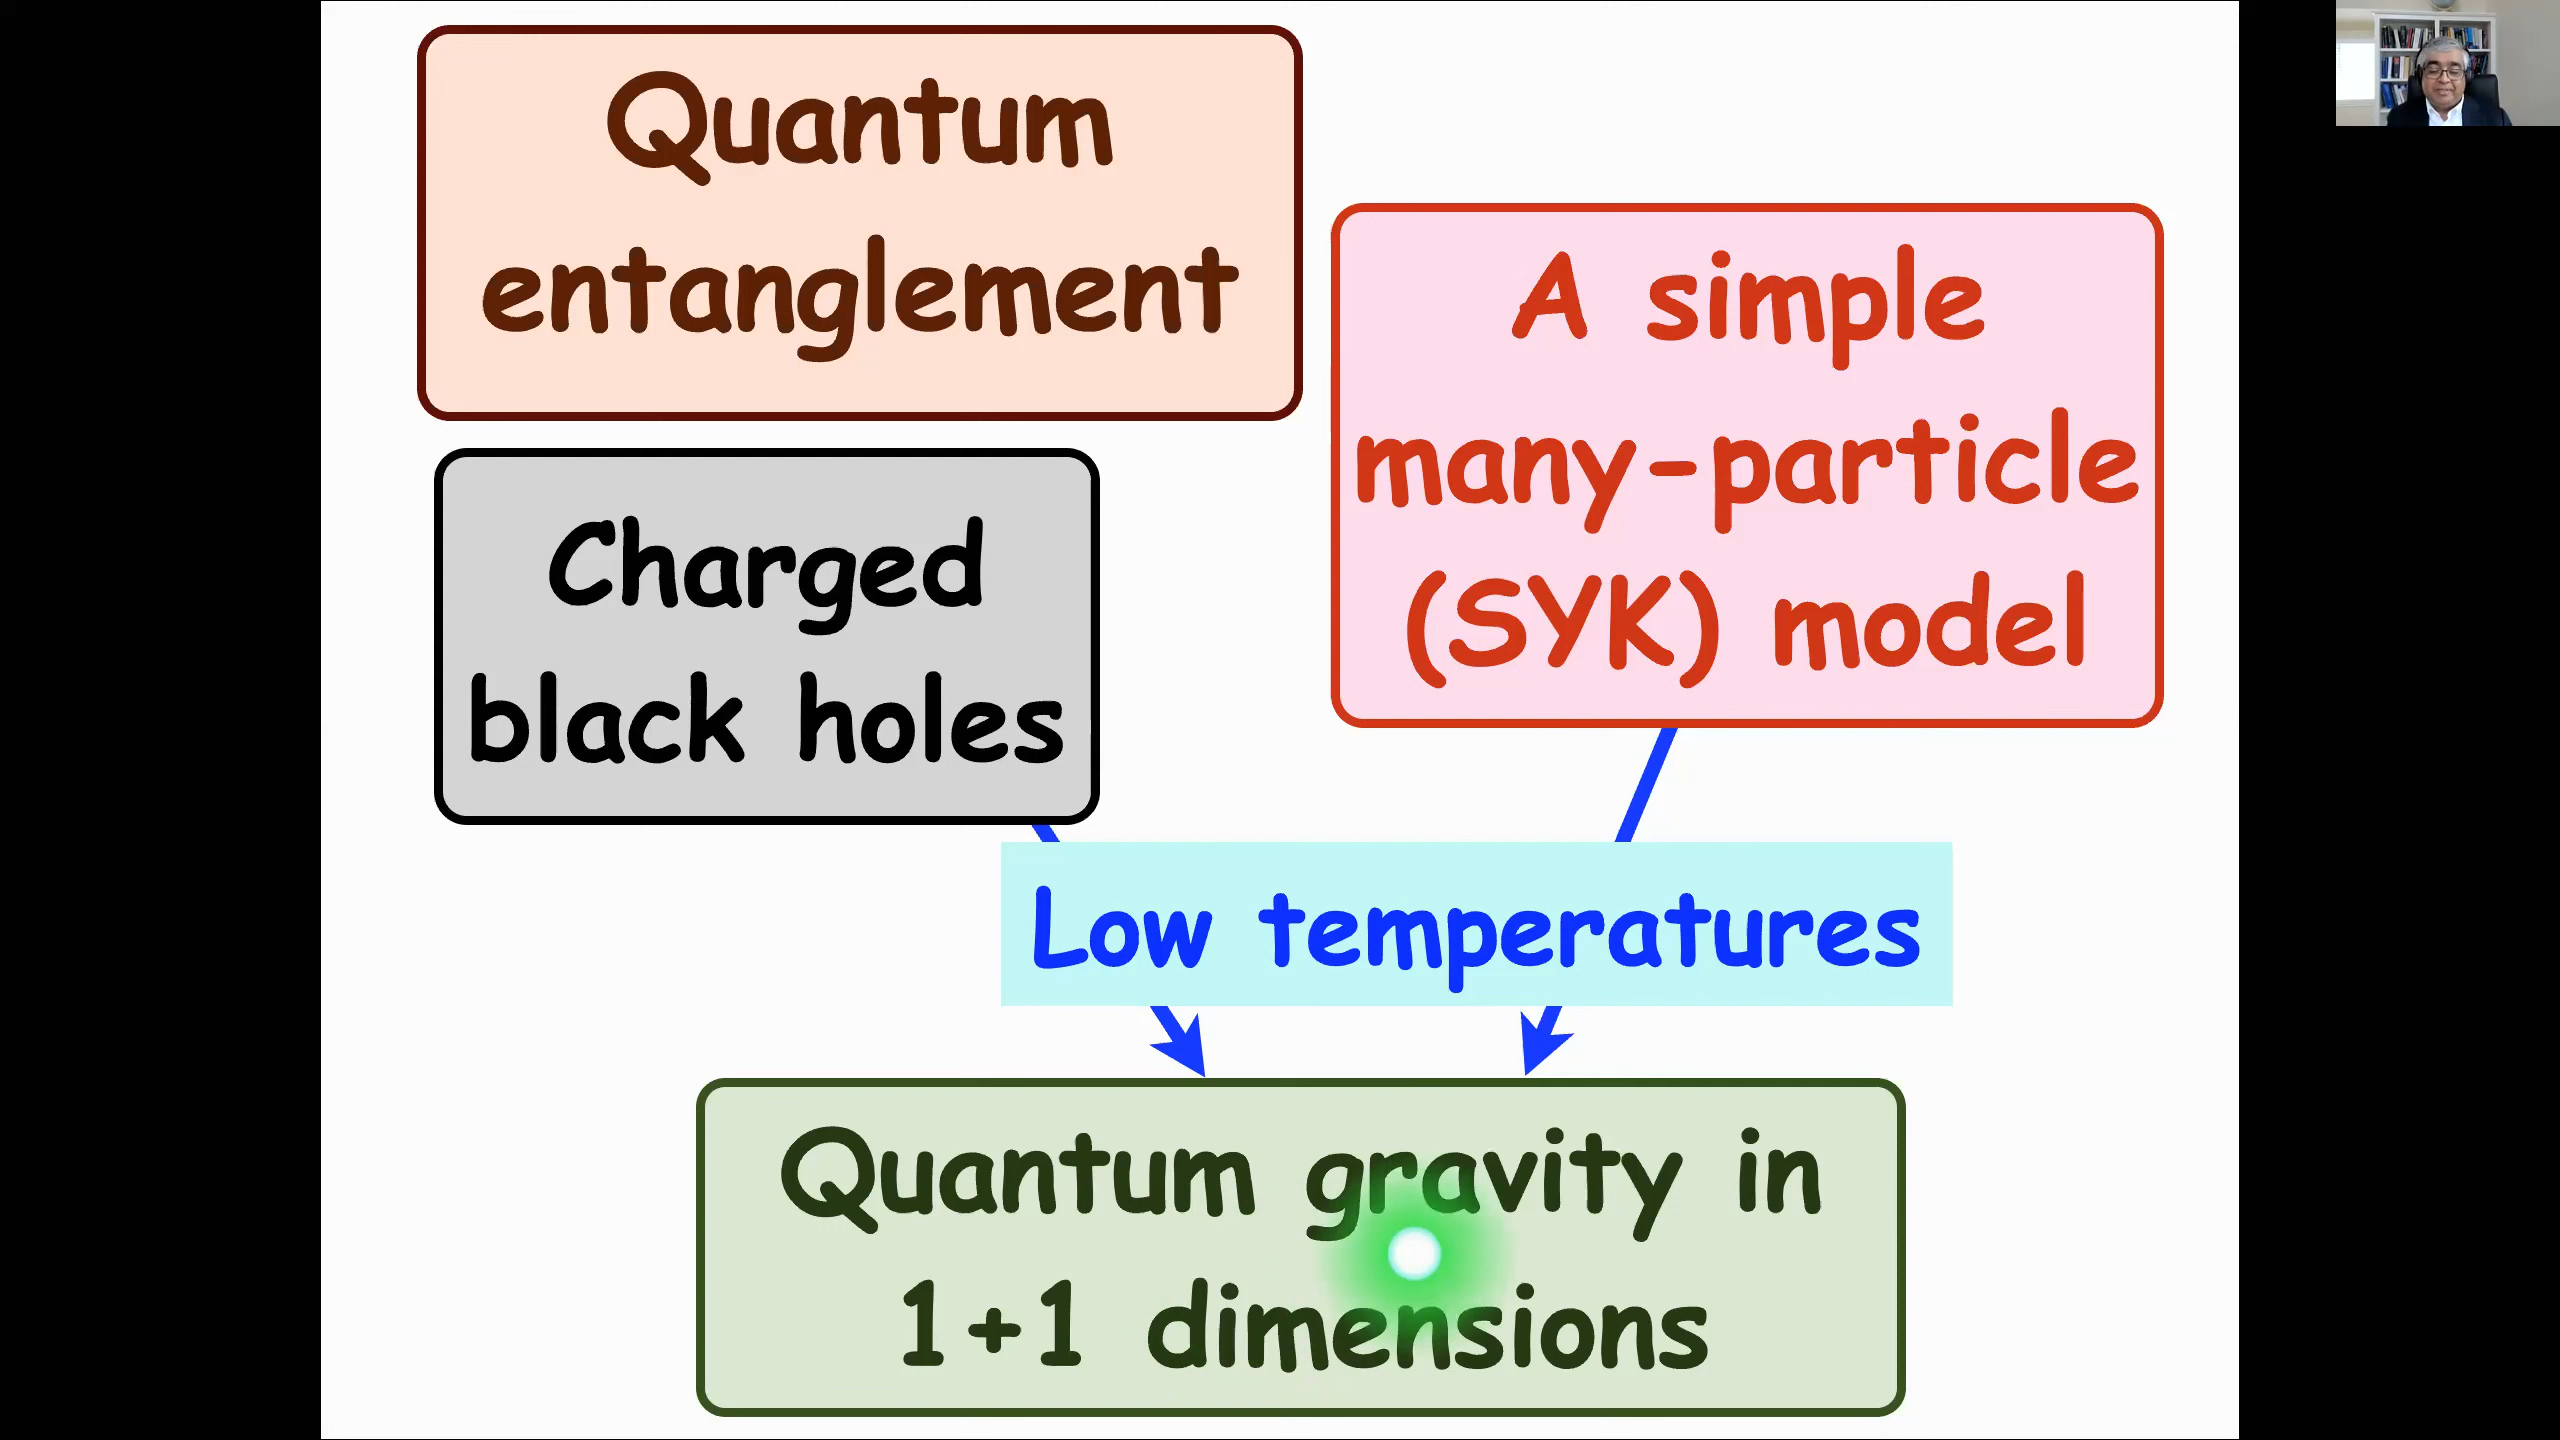 Quantum
entanglement
A simple
many-particle
(SYK) model
Charged
black holes
Low temperatures
Quantum gravity in
1+1 dimensions